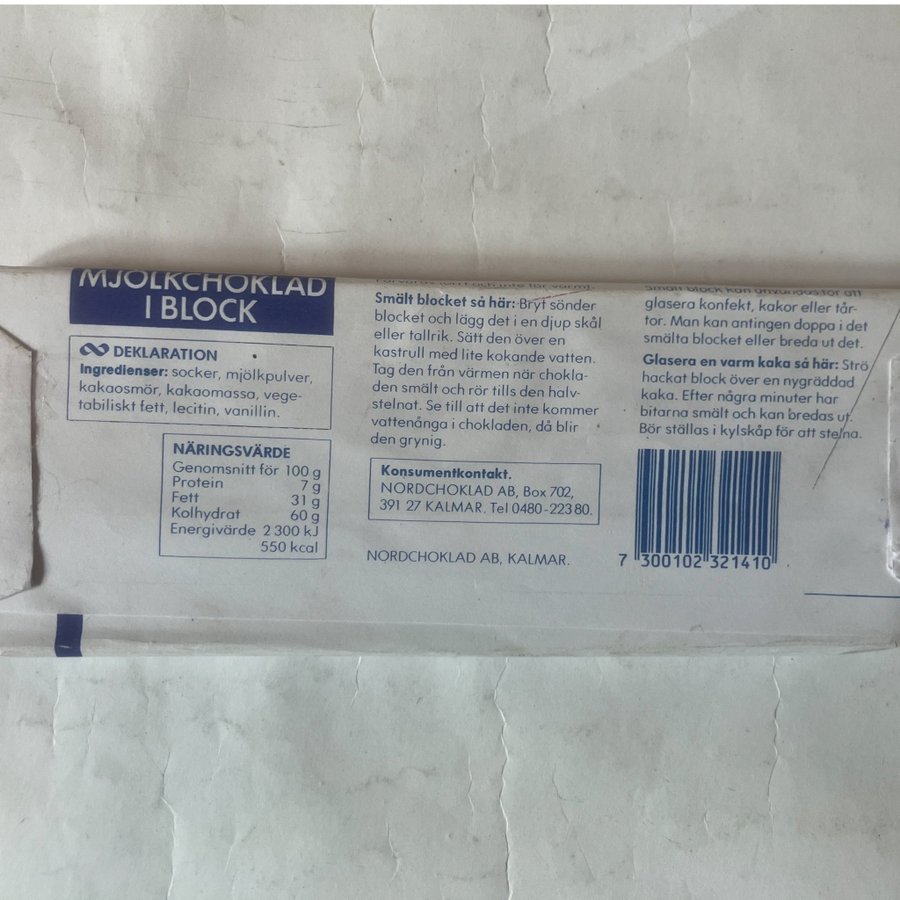 MJÖLKCHOKLAD
I BLOCK
DEKLARATION
Ingredienser: socker, mjölkpulver,
kakaosmör, kakaomassa, vege-
tabiliskt fett, lecitin, vanillin.
NÄRINGSVÄRDE
Genomsnitt för 100 g
Protein 7 g
Fett 31 g
Kolhydrat 60 g
Energivärde 2 300 kJ
550 kcal
Smält blocket så här: Bryt sönder
blocket och lägg det i en djup skål
eller tallrik. Sätt den över en
kastrull med lite kokande vatten.
Tag den från värmen när chokla-
den smält och rör tills den halv-
stelnat. Se till att det inte kommer
vattenånga i chokladen, då blir
den grynig.
Konsumentkontakt.
NORDCHOKLAD AB, Box 702,
391 27 KALMAR. Tel 0480-223 80.
NORDCHOKLAD AB, KALMAR.
Smält block kan användas för att
glasera konfekt, kakor eller tår-
tor. Man kan antingen doppa i det
smälta blocket eller breda ut det.
Glasera en varm kaka så här: Strö
hackat block över en nygräddad
kaka. Efter några minuter har
bitarna smält och kan bredas ut.
Bör ställas i kylskåp för att stelna.
7 300102 321410